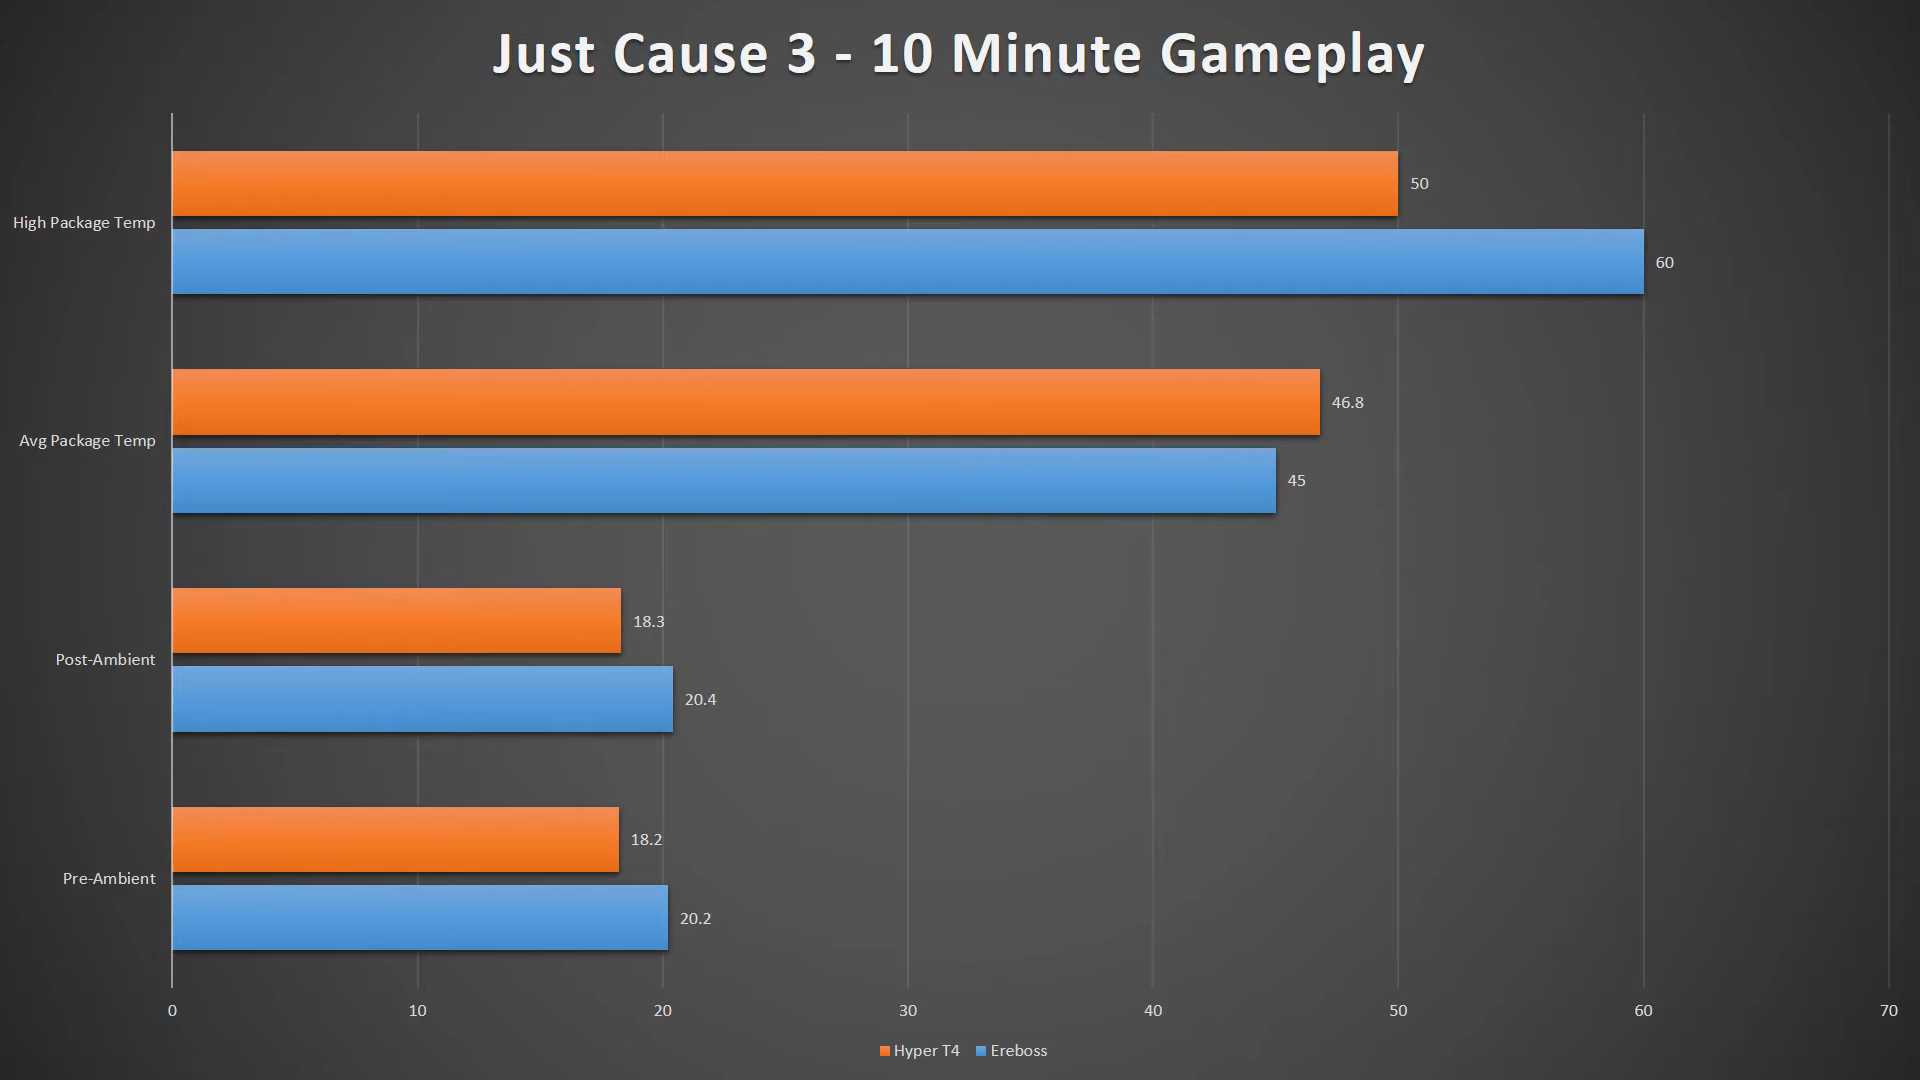 Just Cause 3 - 10 Minute Gameplay
High Package Temp
50
60
Avg Package Temp
46.8
45
Post-Ambient
18.3
20.4
Pre-Ambient
18.2
20.2
0 10 20 30 40 50 60 70
Hyper T4 Ereboss